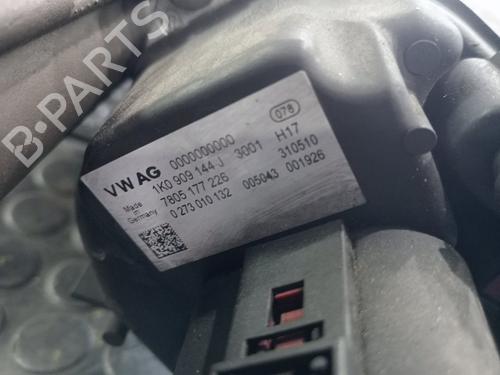 B-PARTS
078
VW AG 0000000000 H17
1K0 909 144 J 3001 310510
Made in Germany
7805 177 226 001926
0 273 010 132 005043